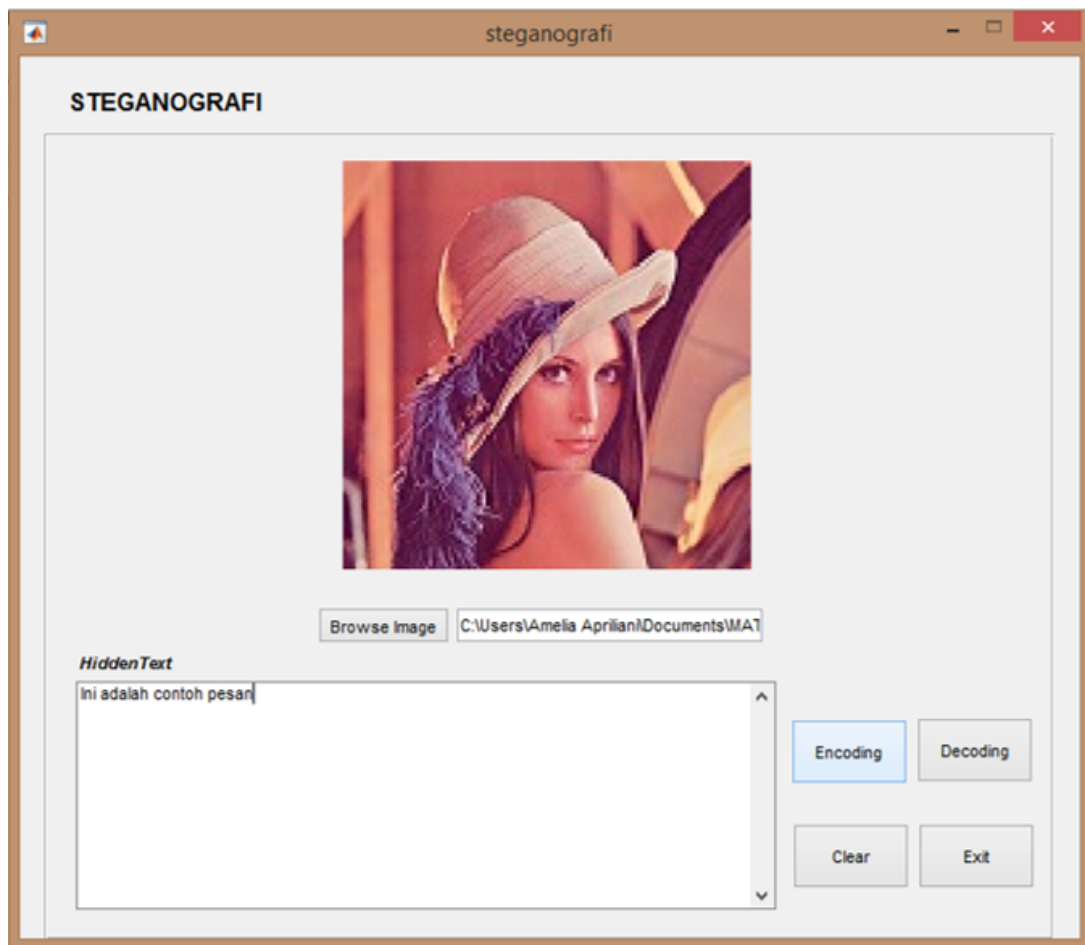 steganografi
STEGANOGRAFI
Browse Image C:\Users\Amelia Apriliani\Documents\MAT
HiddenText
Ini adalah contoh pesan
Encoding Decoding
Clear Exit